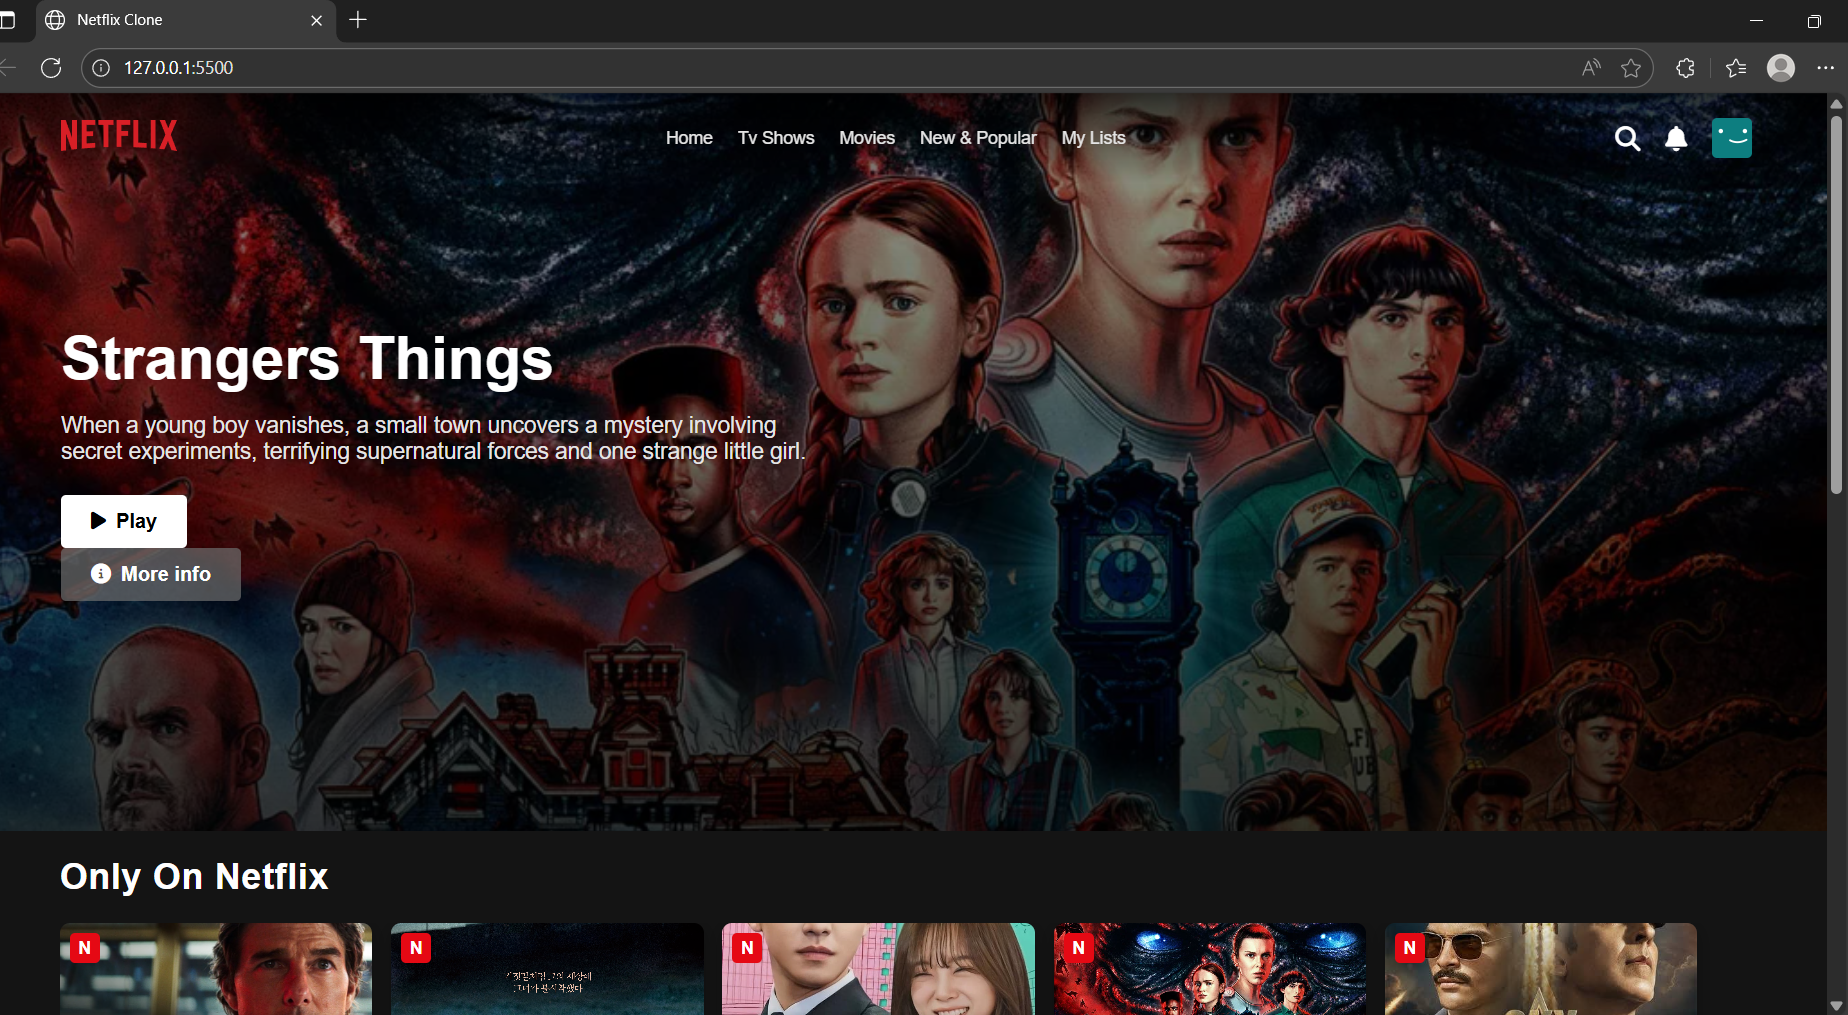 Netflix Clone
127.0.0.1:5500
NETFLIX
Home Tv Shows Movies New & Popular My Lists
Strangers Things
When a young boy vanishes, a small town uncovers a mystery involving
secret experiments, terrifying supernatural forces and one strange little girl.
Play
More info
Only On Netflix
N N N N N